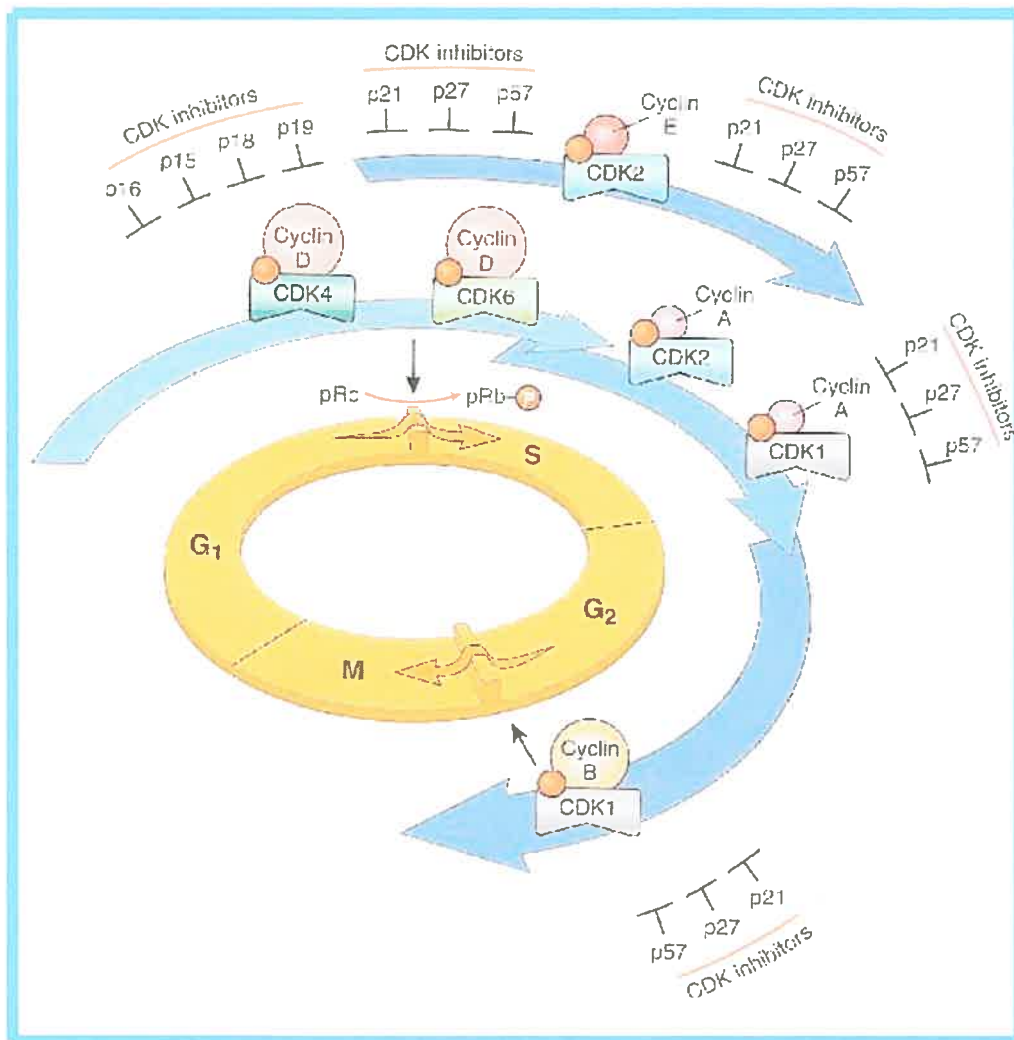 CDK inhibitors
p16
p15
p18
p19
CDK inhibitors
p21
p27
p57
Cyclin
E
CDK2
CDK inhibitors
p21
p27
p57
Cyclin
D
CDK4
Cyclin
D
CDK6
Cyclin
A
CDK2
Cyclin
A
CDK1
p21
p27
p57
CDK inhibitors
pRb
pRb
S
G1
G2
M
Cyclin
B
CDK1
p57
p27
p21
CDK inhibitors